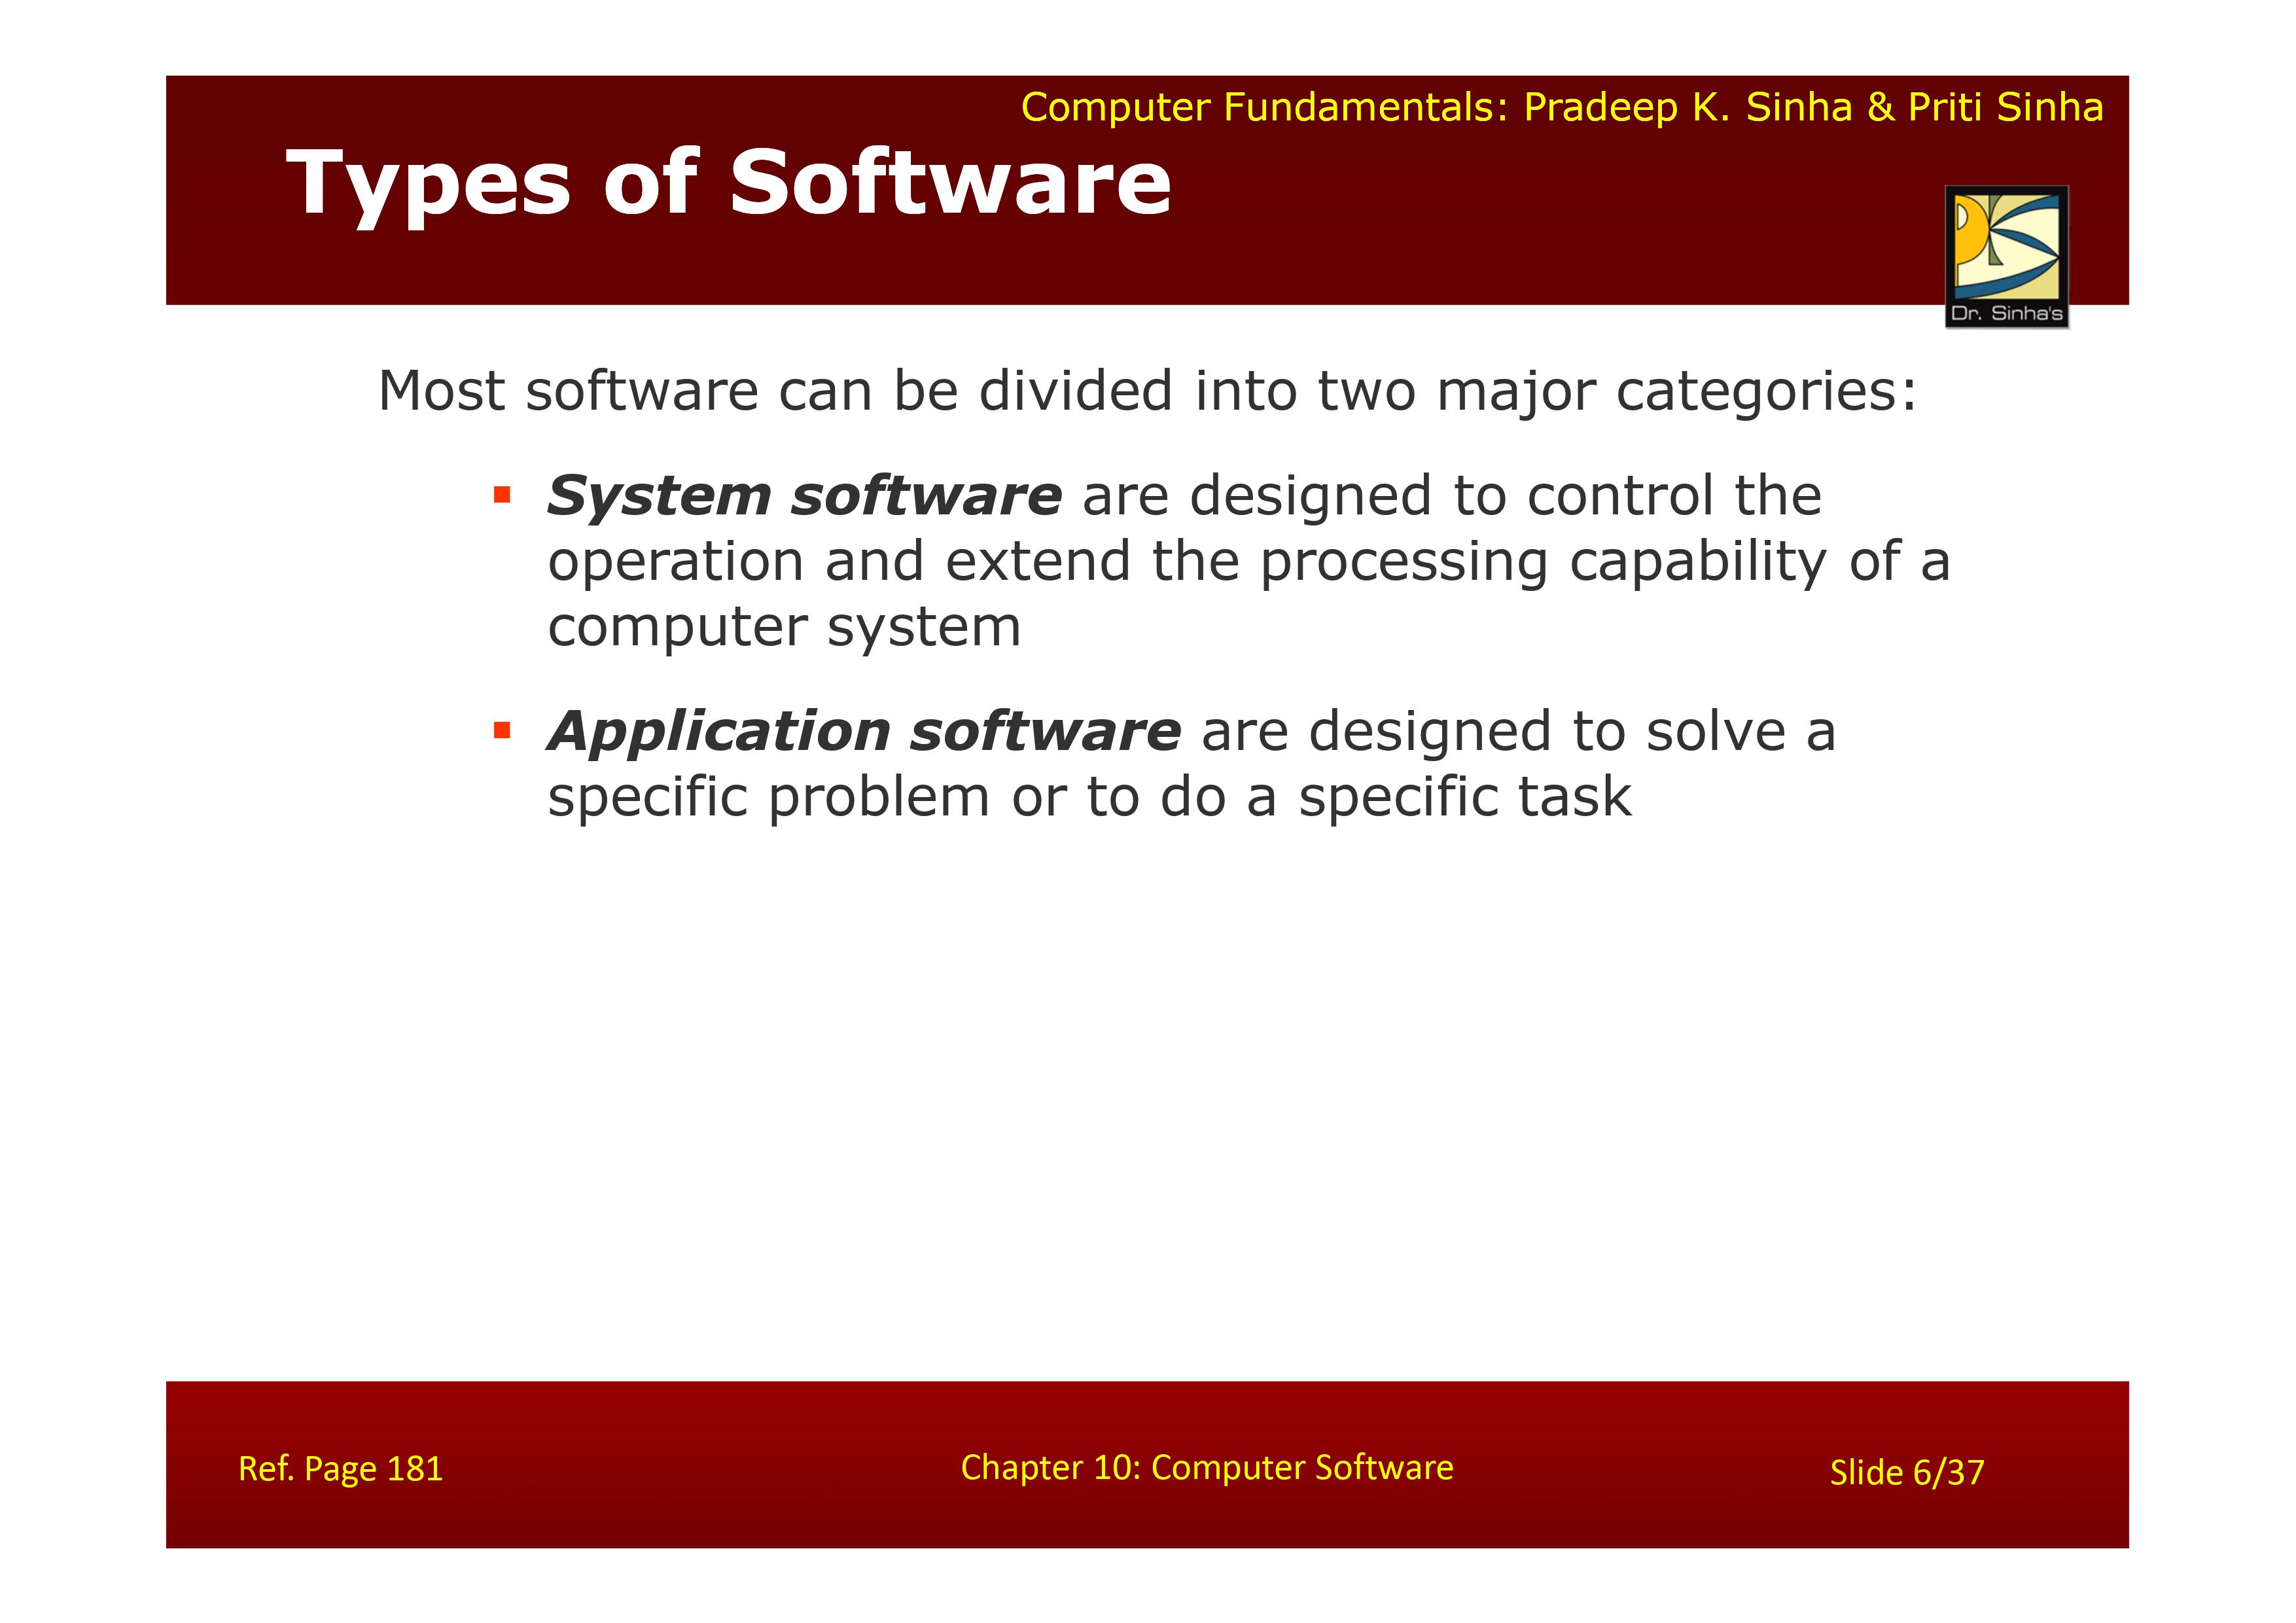 Computer Fundamentals: Pradeep K. Sinha & Priti Sinha
Types of Software
Dr. Sinha's
Most software can be divided into two major categories:
▪ System software are designed to control the
operation and extend the processing capability of a
computer system
▪ Application software are designed to solve a
specific problem or to do a specific task
Ref. Page 181
Chapter 10: Computer Software
Slide 6/37